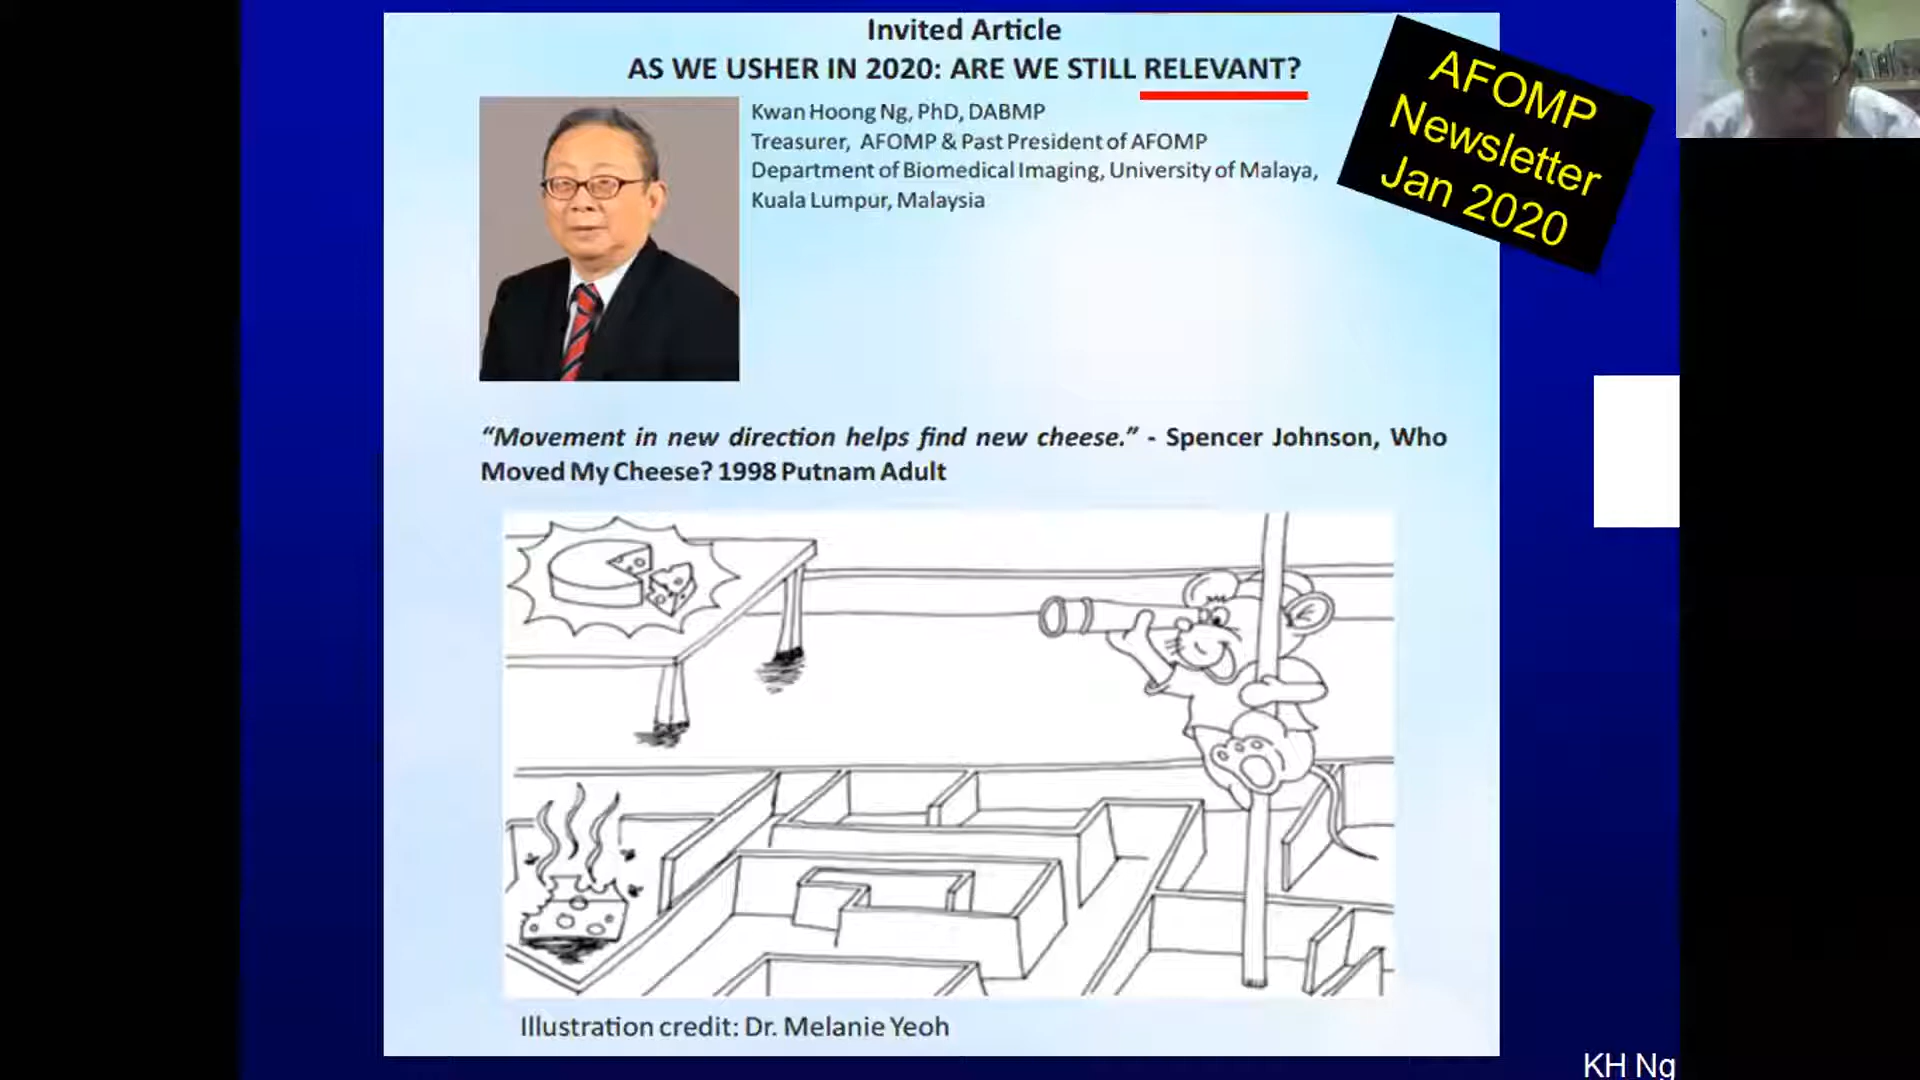 Invited Article
AS WE USHER IN 2020: ARE WE STILL RELEVANT?
Kwan Hoong Ng, PhD, DABMP
Treasurer, AFOMP & Past President of AFOMP
Department of Biomedical Imaging, University of Malaya,
Kuala Lumpur, Malaysia
AFOMP
Newsletter
Jan 2020
“Movement in new direction helps find new cheese.” - Spencer Johnson, Who
Moved My Cheese? 1998 Putnam Adult
Illustration credit: Dr. Melanie Yeoh
KH Ng